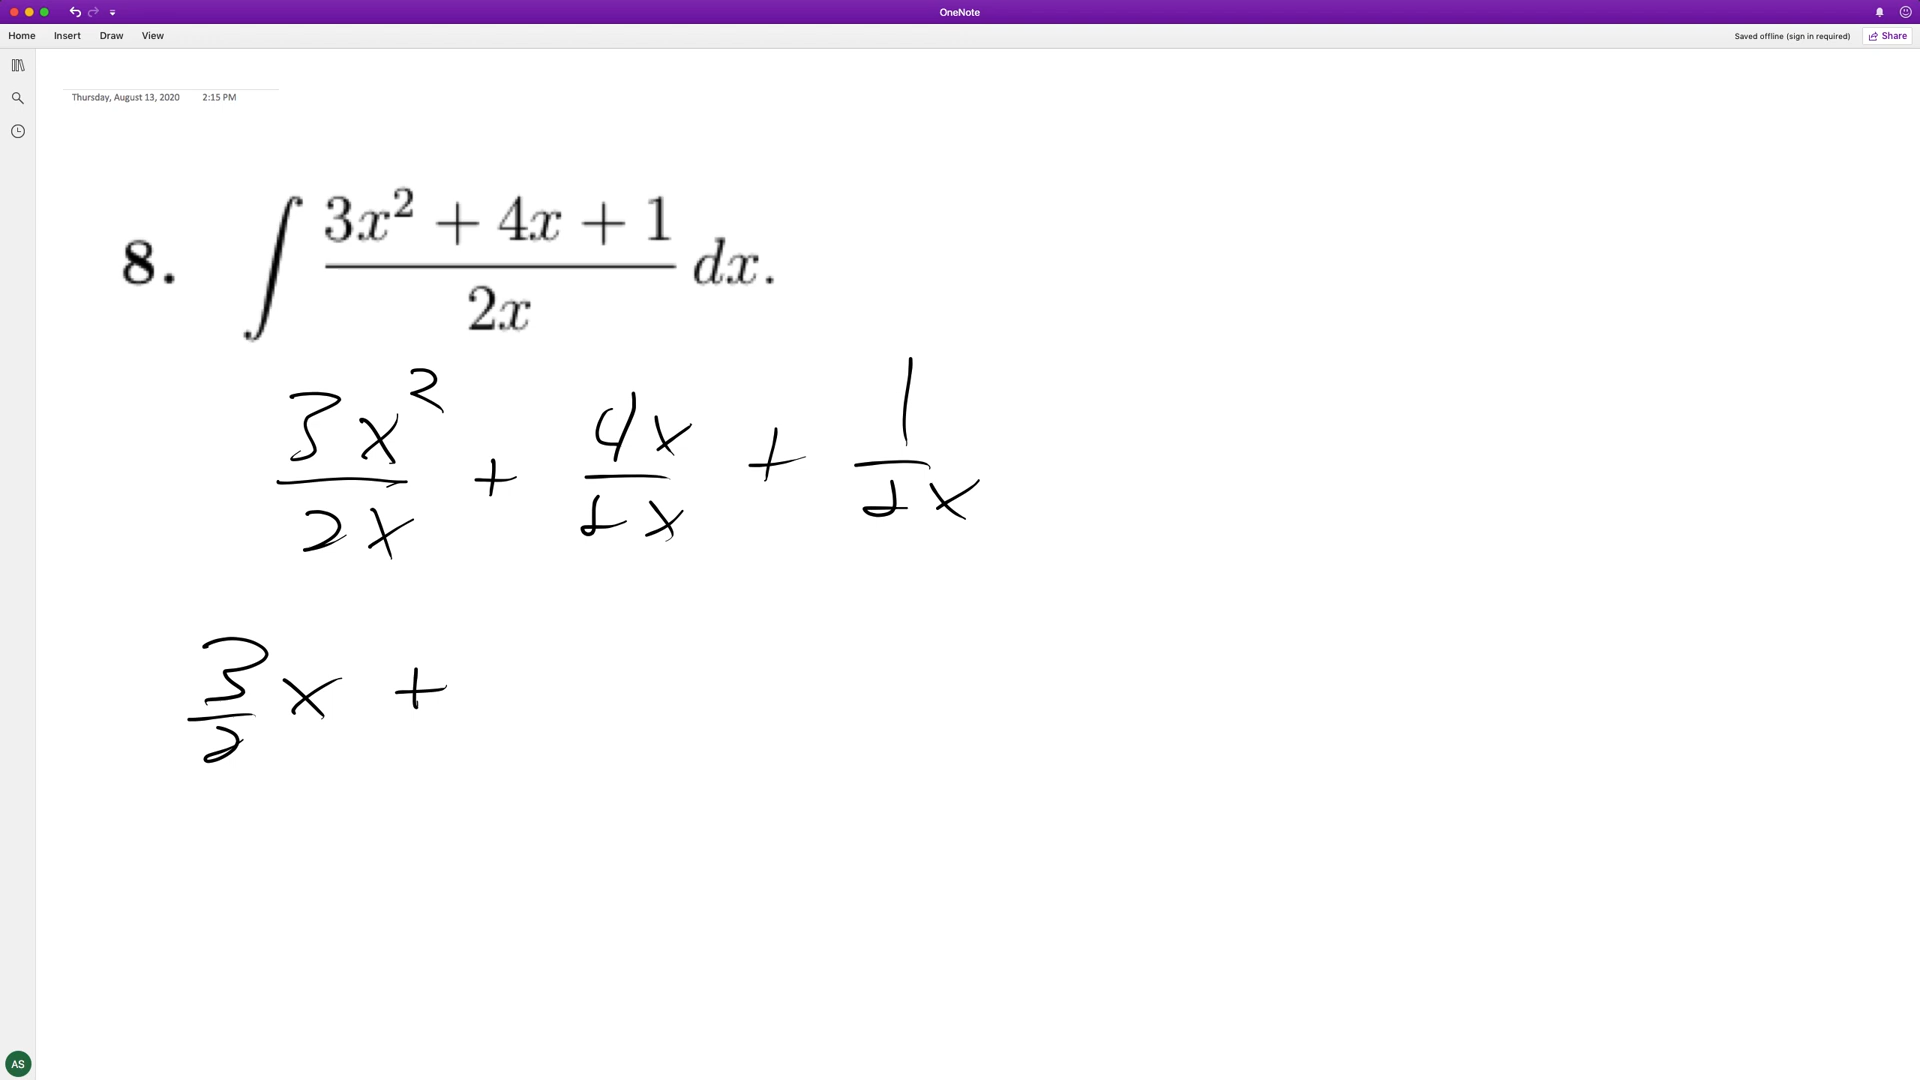 OneNote
Home Insert Draw View
Saved offline (sign in required) Share
Thursday, August 13, 2020 2:15 PM
8. ∫ (3x² + 4x + 1)/(2x) dx.
3x²/2x + 4x/2x + 1/2x
3/2 x +
AS